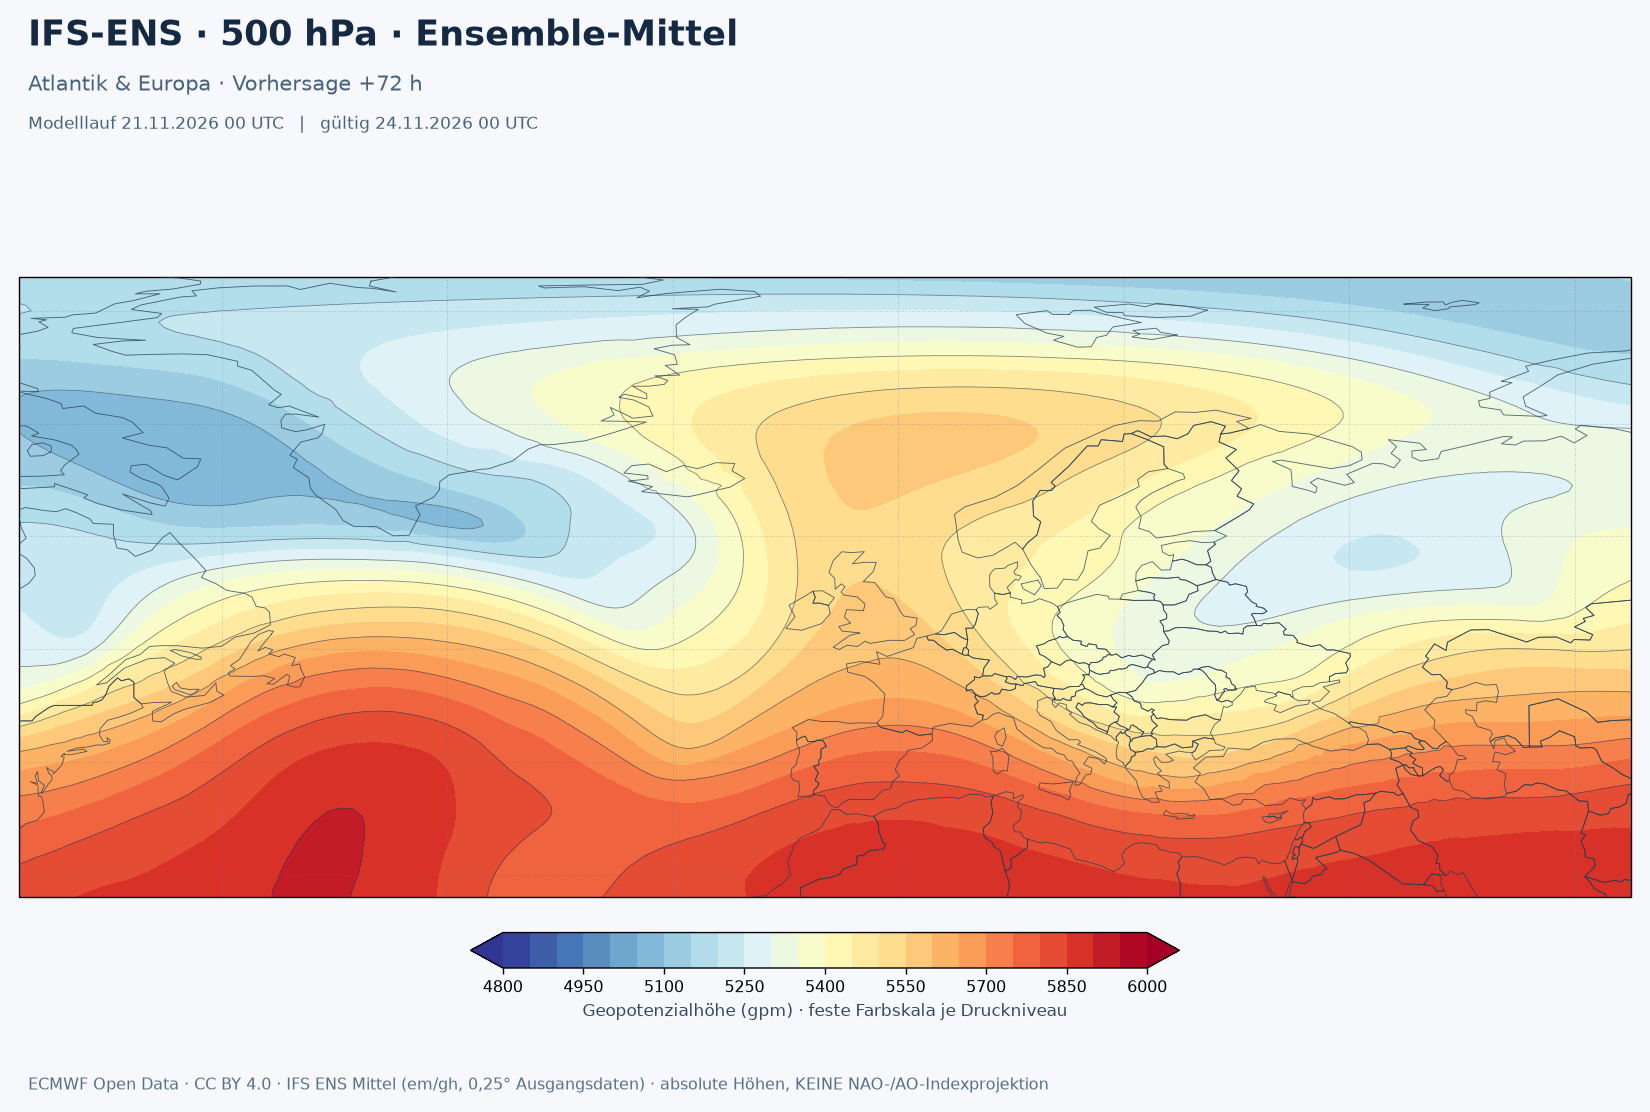 IFS-ENS · 500 hPa · Ensemble-Mittel
Atlantik & Europa · Vorhersage +72 h
Modelllauf 21.11.2026 00 UTC | gültig 24.11.2026 00 UTC
4800 4950 5100 5250 5400 5550 5700 5850 6000
Geopotenzialhöhe (gpm) · feste Farbskala je Druckniveau
ECMWF Open Data · CC BY 4.0 · IFS ENS Mittel (em/gh, 0,25° Ausgangsdaten) · absolute Höhen, KEINE NAO-/AO-Indexprojektion